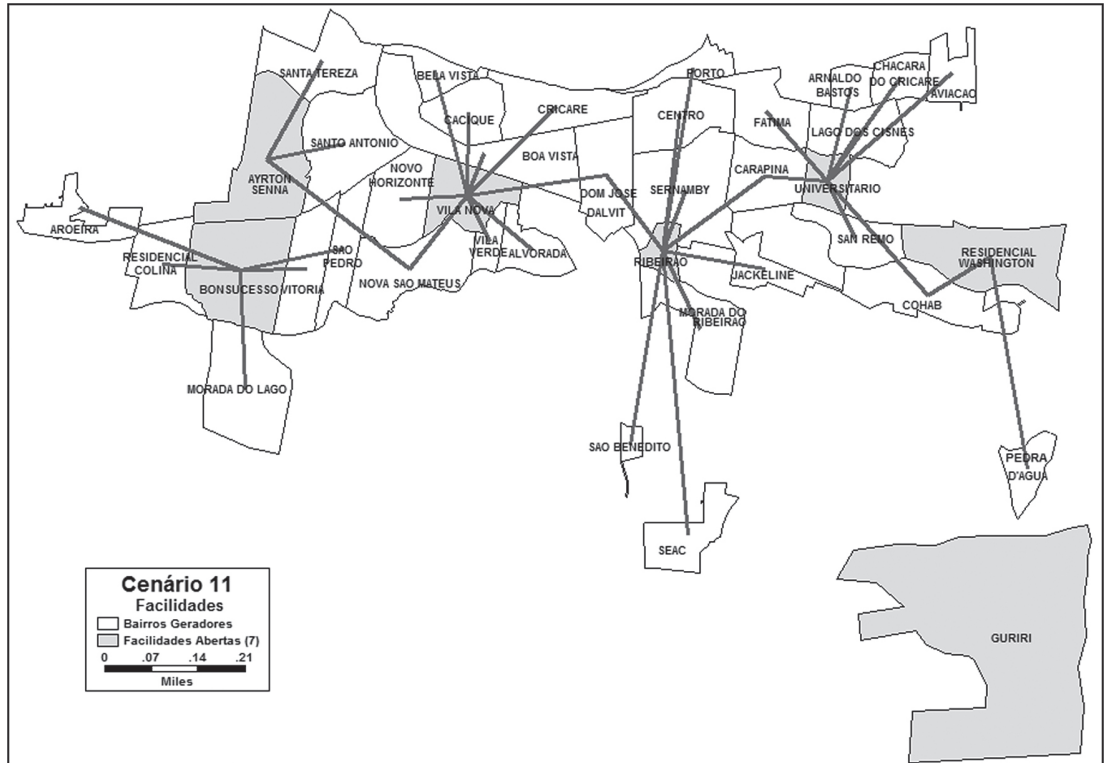 SANTA TEREZA
BELA VISTA
PORTO
ARNALDO
BASTOS
CHACARA
DO CRICARE
AVIACAO
CACIQUE
CRICARE
CENTRO
FATIMA
LAGO DOS CISNES
SANTO ANTONIO
NOVO
HORIZONTE
BOA VISTA
AYRTON
SENNA
DOM JOSE
DALVIT
SERNAMBY
CARAPINA
UNIVERSITARIO
VILA NOVA
AROEIRA
RESIDENCIAL
COLINA
SAO
PEDRO
VILA
VERDE
ALVORADA
RIBEIRAO
JACKELINE
SAN REMO
RESIDENCIAL
WASHINGTON
BONSUCESSO
VITORIA
NOVA SAO MATEUS
COHAB
MORADA DO
RIBEIRAO
MORADA DO LAGO
SAO BENEDITO
PEDRA
D'AGUA
SEAC
GURIRI
Cenário 11
Facilidades
Bairros Geradores
Facilidades Abertas (7)
0 .07 .14 .21
Miles